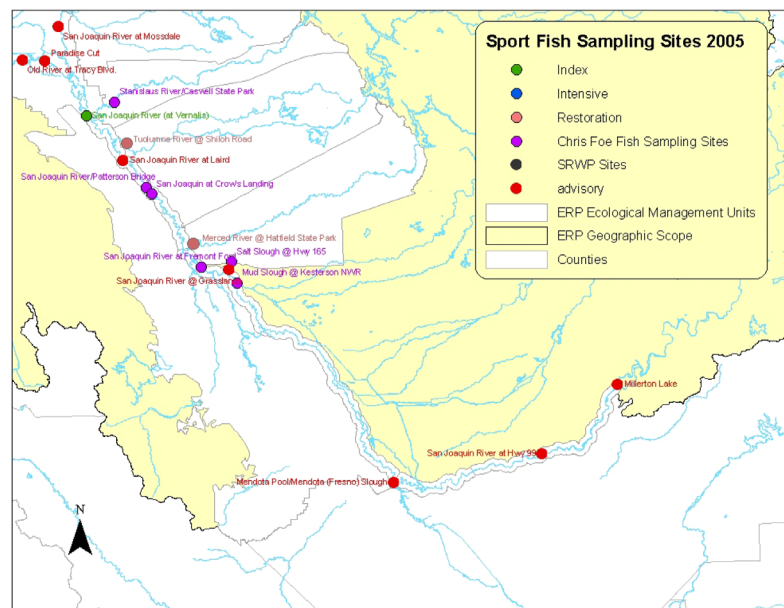 Sport Fish Sampling Sites 2005
Index
Intensive
Restoration
Chris Foe Fish Sampling Sites
SRWP Sites
advisory
ERP Ecological Management Units
ERP Geographic Scope
Counties
San Joaquin River at Mossdale
Paradise Cut
Old River at Tracy Blvd.
Stanislaus River/Caswell State Park
San Joaquin River (at Vernalis)
Tuolumne River @ Shiloh Road
San Joaquin River at Laird
San Joaquin River/Patterson Bridge
San Joaquin at Crow's Landing
Merced River @ Hatfield State Park
Salt Slough @ Hwy 165
San Joaquin River at Fremont Ford
Mud Slough @ Kesterson NWR
San Joaquin River @ Grassland
Millerton Lake
San Joaquin River at Hwy 99
Mendota Pool/Mendota (Fresno) Slough
N